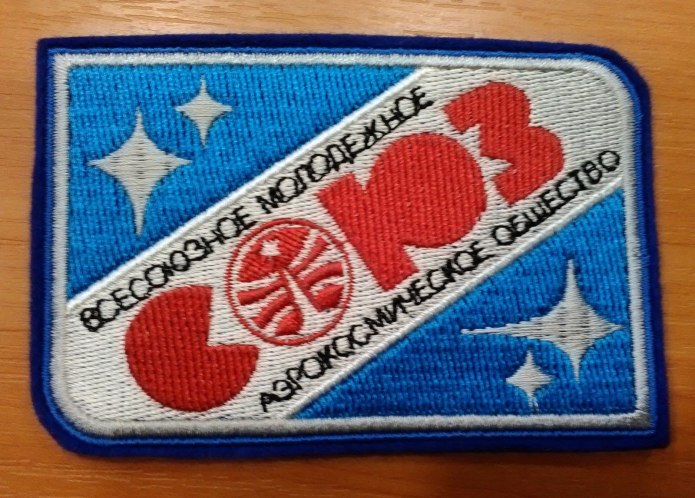 ВСЕСОЮЗНОЕ МОЛОДЕЖНОЕ
СОЮЗ
АЭРОКОСМИЧЕСКОЕ ОБЩЕСТВО